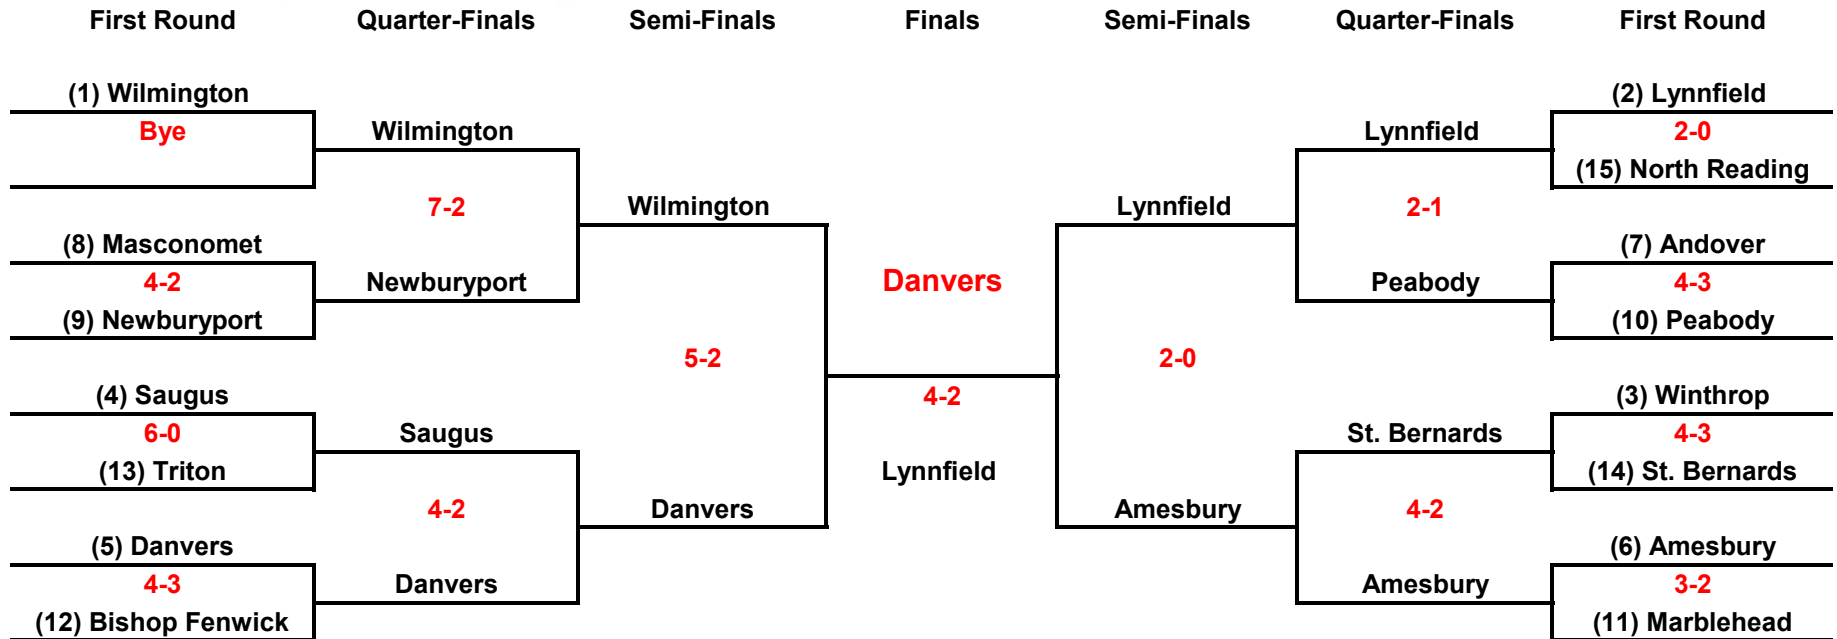 First Round Quarter-Finals Semi-Finals Finals Semi-Finals Quarter-Finals First Round
(1) Wilmington (2) Lynnfield
Bye Wilmington Lynnfield 2-0
(15) North Reading
7-2 Wilmington Lynnfield 2-1
(8) Masconomet (7) Andover
4-2 Newburyport Danvers Peabody 4-3
(9) Newburyport (10) Peabody
5-2 2-0
(4) Saugus 4-2 (3) Winthrop
6-0 Saugus St. Bernards 4-3
(13) Triton Lynnfield (14) St. Bernards
4-2 Danvers Amesbury 4-2
(5) Danvers (6) Amesbury
4-3 Danvers Amesbury 3-2
(12) Bishop Fenwick (11) Marblehead